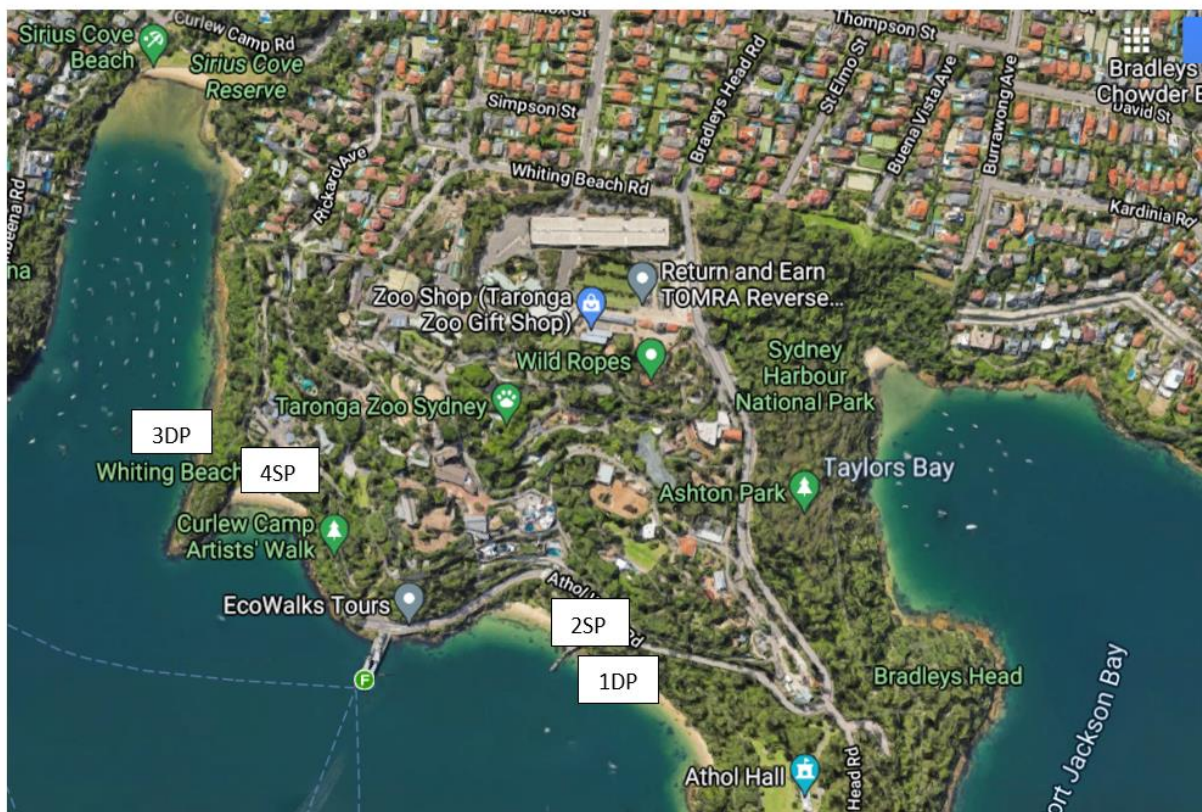 Sirius Cove
Beach
Curlew Camp Rd
Sirius Cove
Reserve
Thompson St
Bradleys
Chowder B
David St
Bradleys Head Rd
St Elmo St
Buena Vista Ave
Burrawong Ave
Simpson St
Rickard Ave
Whiting Beach Rd
Kardinia Rd
na
Return and Earn
TOMRA Reverse...
Zoo Shop (Taronga
Zoo Gift Shop)
Wild Ropes
Sydney
Harbour
National Park
Taronga Zoo Sydney
3DP
Whiting Beach
4SP
Taylors Bay
Ashton Park
Curlew Camp
Artists' Walk
EcoWalks Tours
Athol
Rd
2SP
1DP
F
Bradleys Head
Athol Hall
Head Rd
ort Jackson Bay